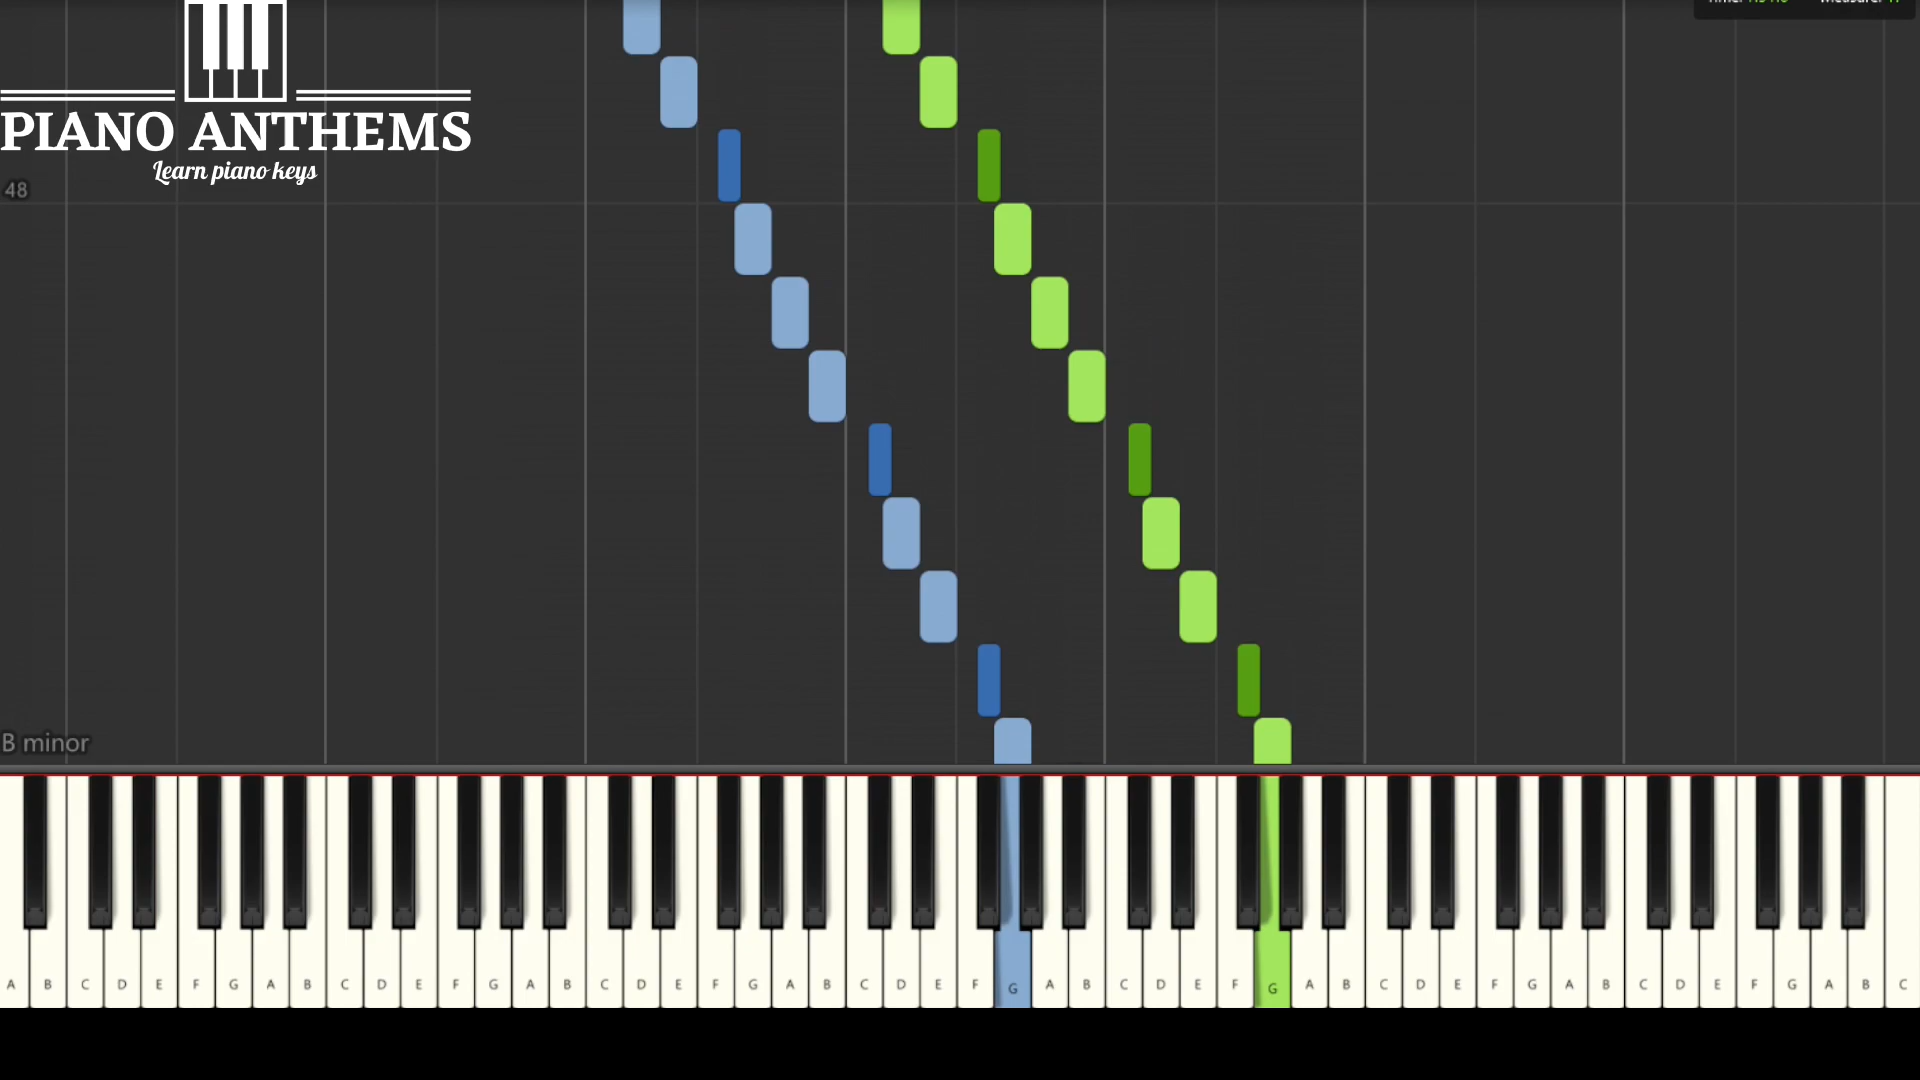 PIANO ANTHEMS
Learn piano keys
48
B minor
A B C D E F G A B C D E F G A B C D E F G A B C D E F G A B C D E F G A B C D E F G A B C D E F G A B C